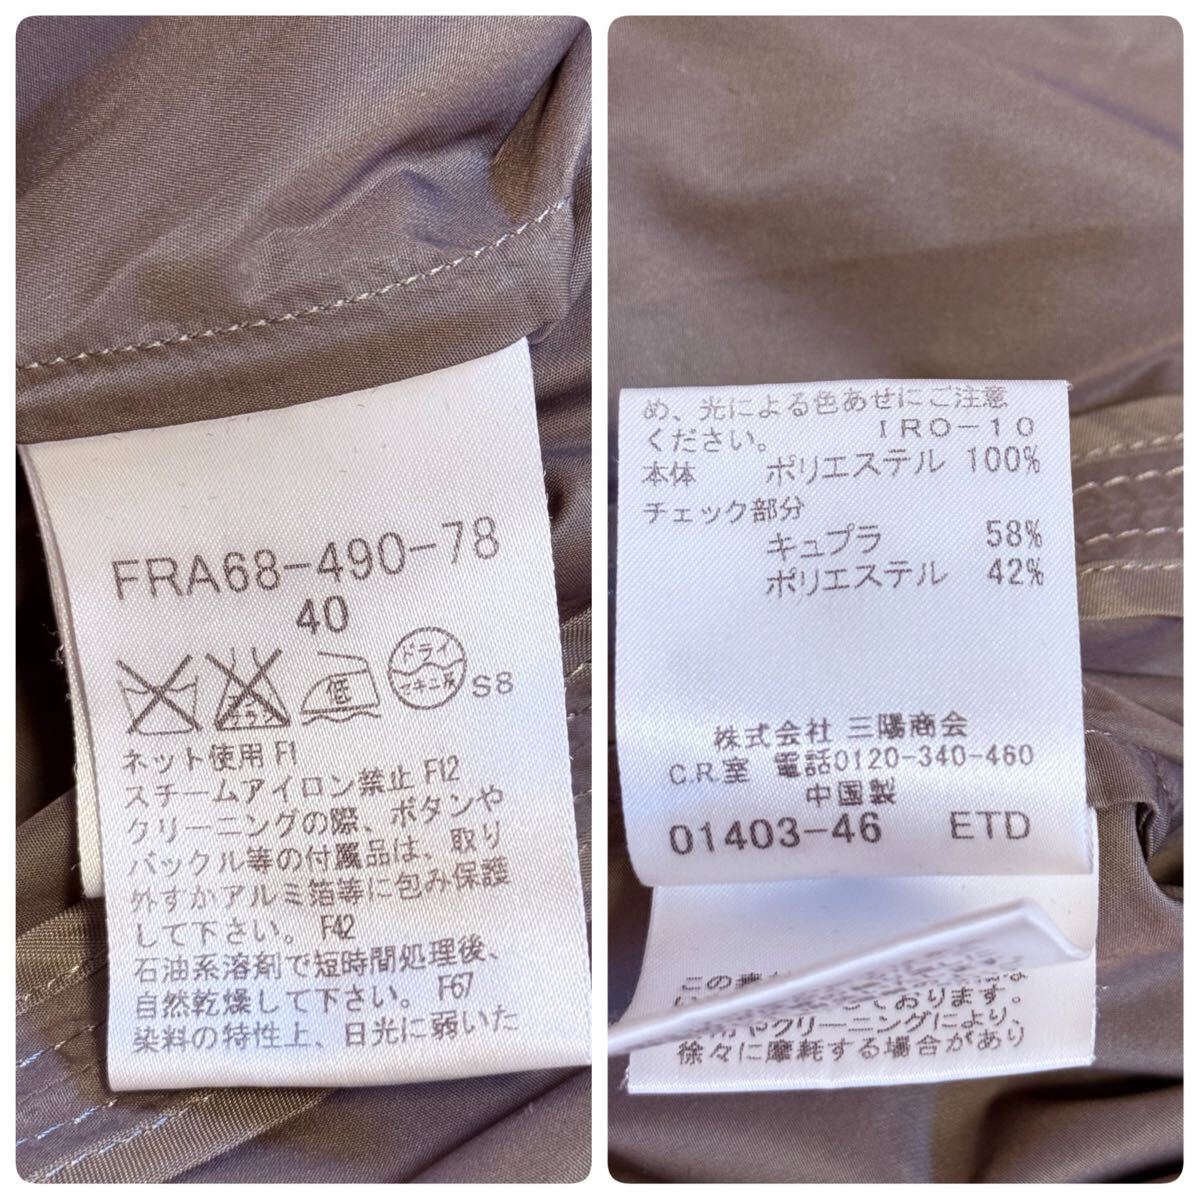 FRA68-490-78
40
ドライ
低
S8
ネット使用 F1
スチームアイロン禁止 F12
クリーニングの際、ボタンや
バックル等の付属品は、取り
外すかアルミ箔等に包み保護
して下さい。 F42
石油系溶剤で短時間処理後、
自然乾燥して下さい。 F67
染料の特性上、日光に弱いた
め、光による色あせにご注意
ください。 IRO-10
本体 ポリエステル 100%
チェック部分
キュプラ 58%
ポリエステル 42%
株式会社 三陽商会
C.R.室 電話0120-340-460
中国製
01403-46 ETD
この
ております。
やクリーニングにより、
徐々に摩耗する場合があり